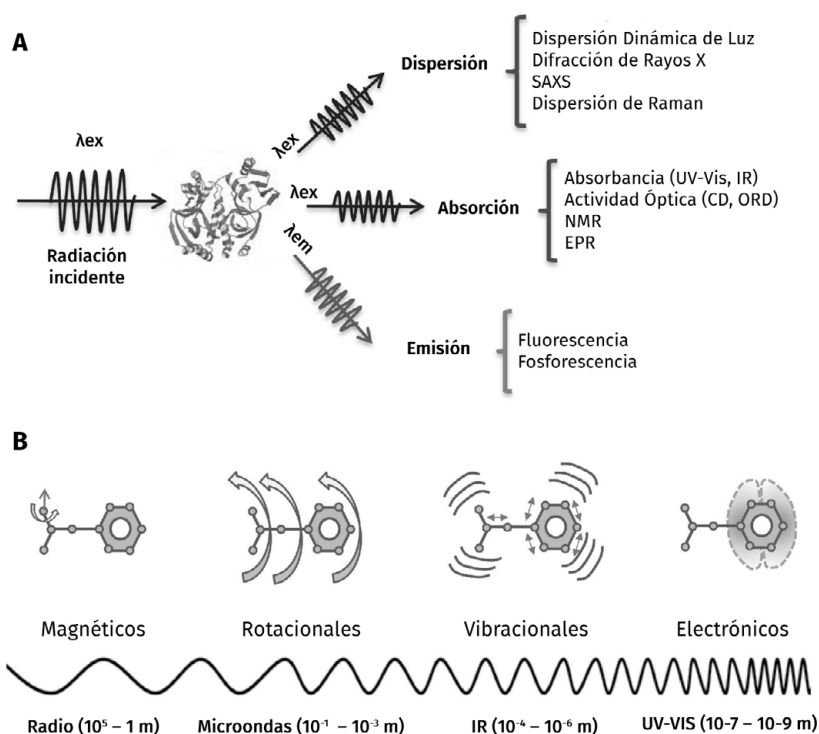 A
λex
Radiación
incidente
λex
Dispersión
Dispersión Dinámica de Luz
Difracción de Rayos X
SAXS
Dispersión de Raman
λex
Absorción
Absorbancia (UV-Vis, IR)
Actividad Óptica (CD, ORD)
NMR
EPR
λem
Emisión
Fluorescencia
Fosforescencia
B
Magnéticos
Rotacionales
Vibracionales
Electrónicos
Radio (10⁵ – 1 m)
Microondas (10⁻¹ – 10⁻³ m)
IR (10⁻⁴ – 10⁻⁶ m)
UV-VIS (10-7 – 10-9 m)